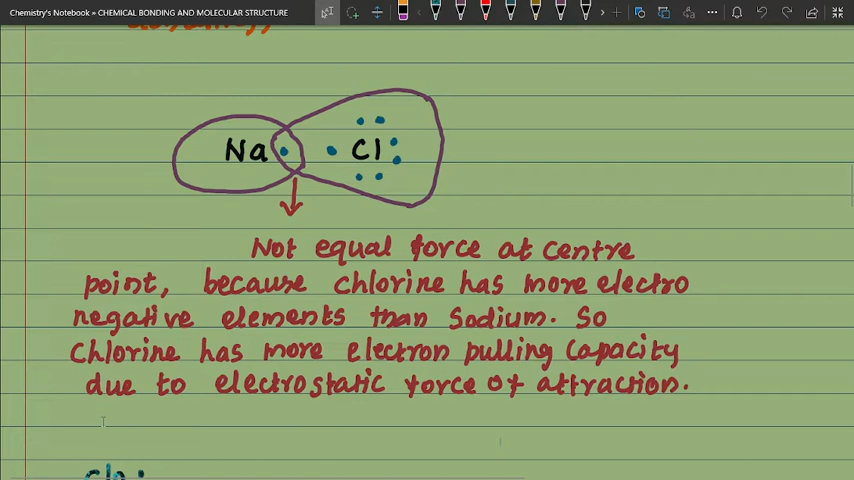 Chemistry's Notebook » CHEMICAL BONDING AND MOLECULAR STRUCTURE
Na Cl
Not equal force at centre
point, because chlorine has more electro
negative elements than Sodium. So
Chlorine has more electron pulling capacity
due to electrostatic force of attraction.